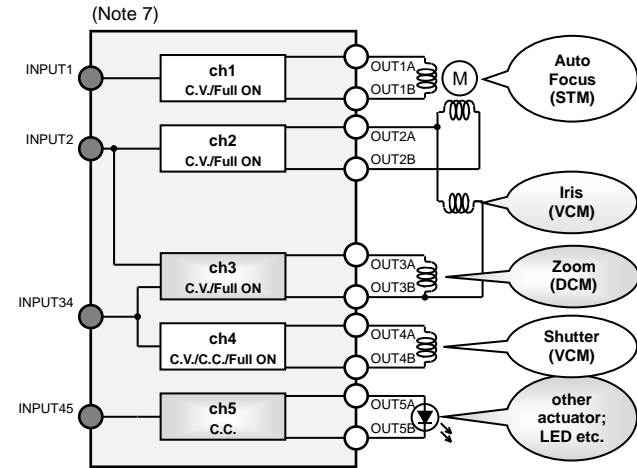 (Note 7)
INPUT1
ch1
C.V./Full ON
OUT1A
OUT1B
M
Auto
Focus
(STM)
INPUT2
ch2
C.V./Full ON
OUT2A
OUT2B
Iris
(VCM)
ch3
C.V./Full ON
OUT3A
OUT3B
Zoom
(DCM)
INPUT34
ch4
C.V./C.C./Full ON
OUT4A
OUT4B
Shutter
(VCM)
INPUT45
ch5
C.C.
OUT5A
OUT5B
other
actuator;
LED etc.